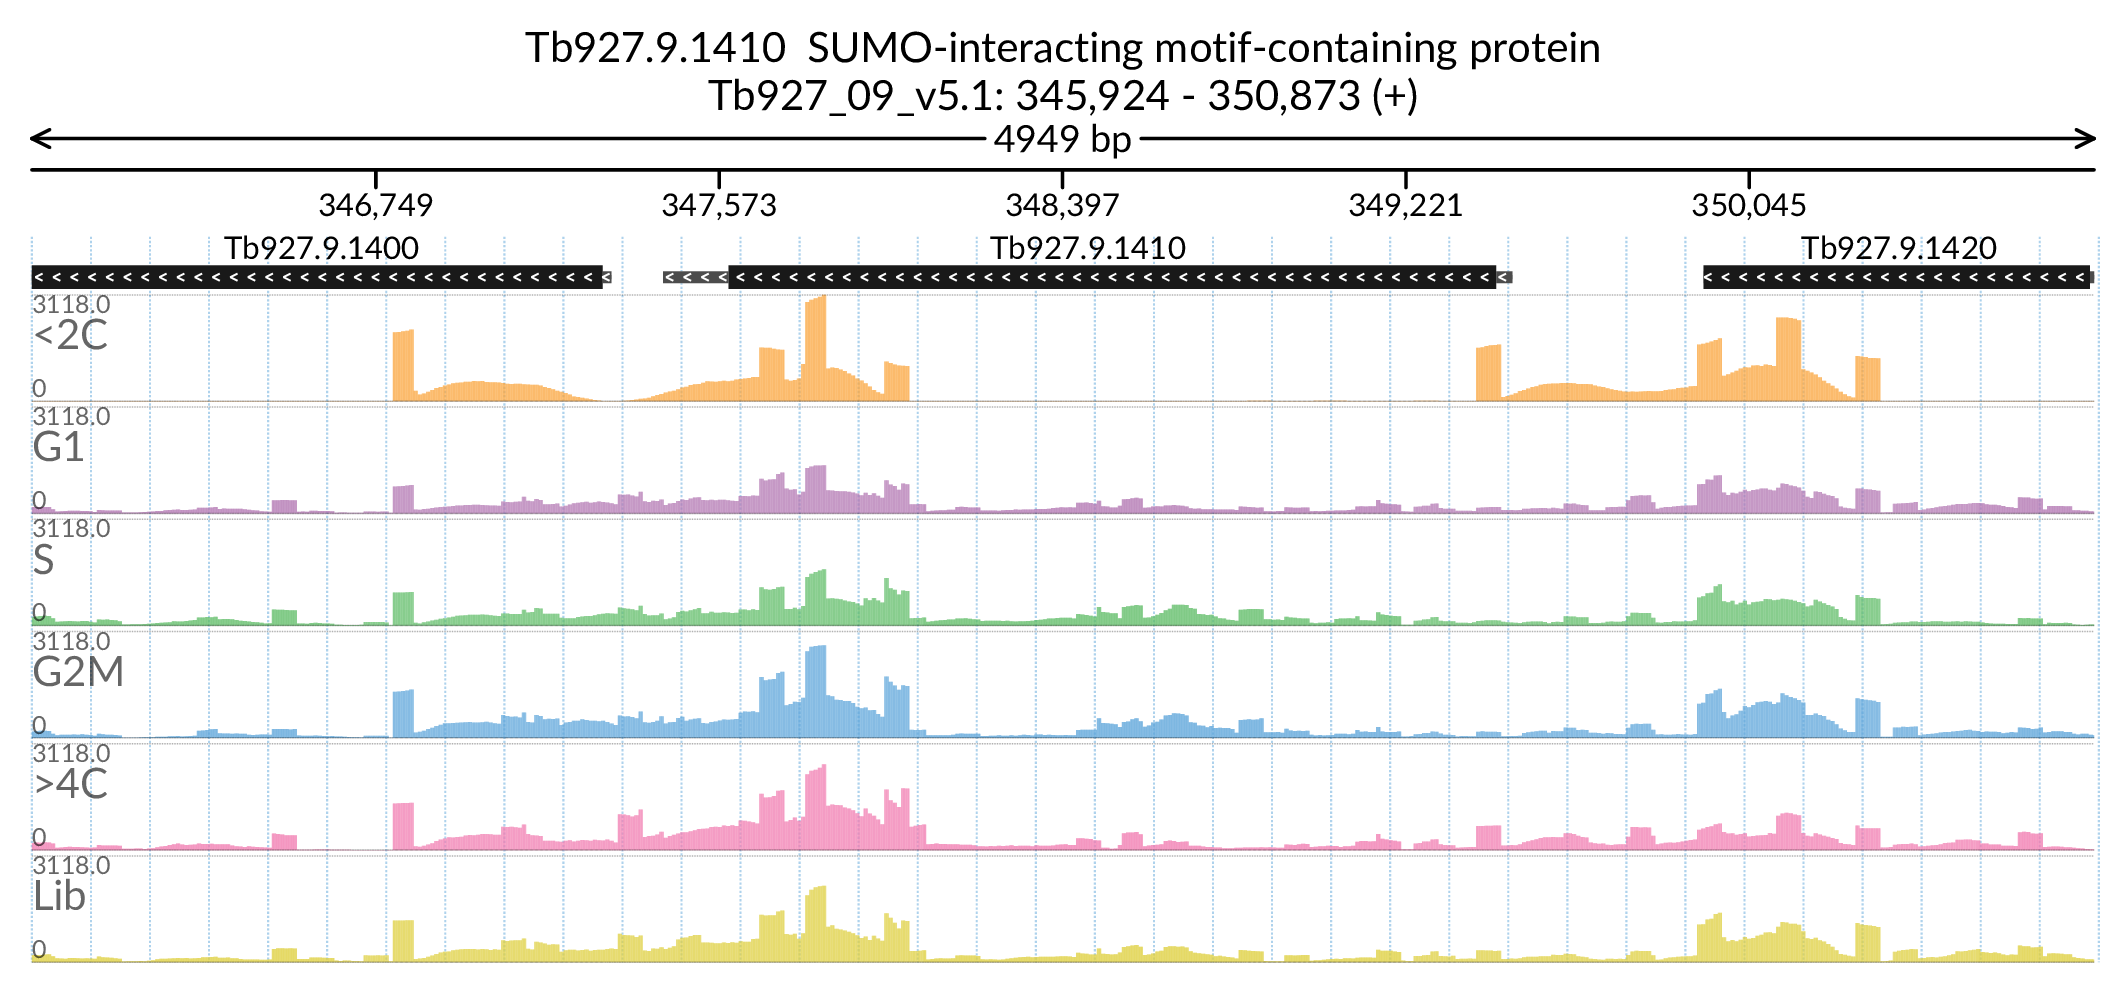 Tb927.9.1410  SUMO-interacting motif-containing protein
Tb927_09_v5.1: 345,924 - 350,873 (+)
4949 bp
346,749 347,573 348,397 349,221 350,045
Tb927.9.1400 Tb927.9.1410 Tb927.9.1420
3118.0
<2C
0
3118.0
G1
0
3118.0
S
0
3118.0
G2M
0
3118.0
>4C
0
3118.0
Lib
0